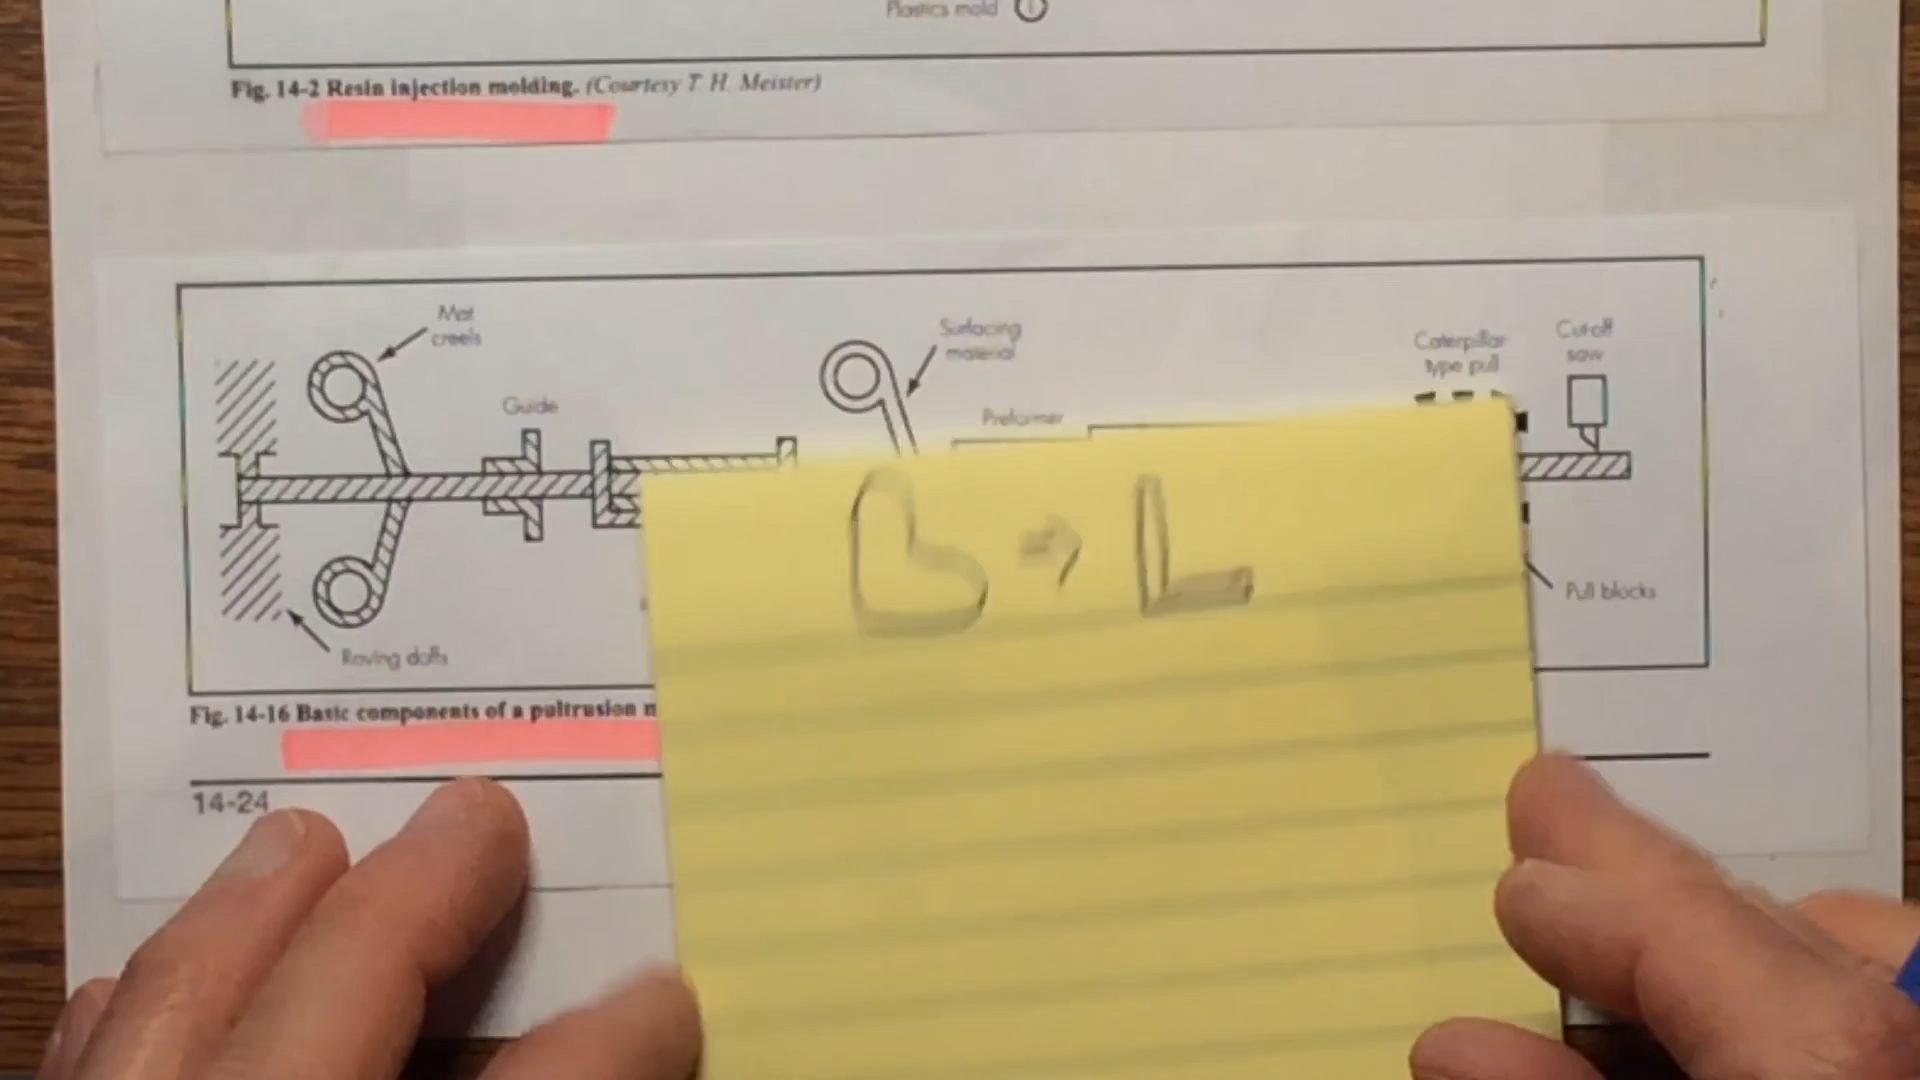 Plastics mold 1
Fig. 14-2 Resin injection molding. (Courtesy T. H. Meister)
Mat
creels
Guide
Surfacing
material
Preformer
Caterpillar
type pull
Cutoff
saw
Pull blocks
Roving doffs
Fig. 14-16 Basic components of a pultrusion
14-24